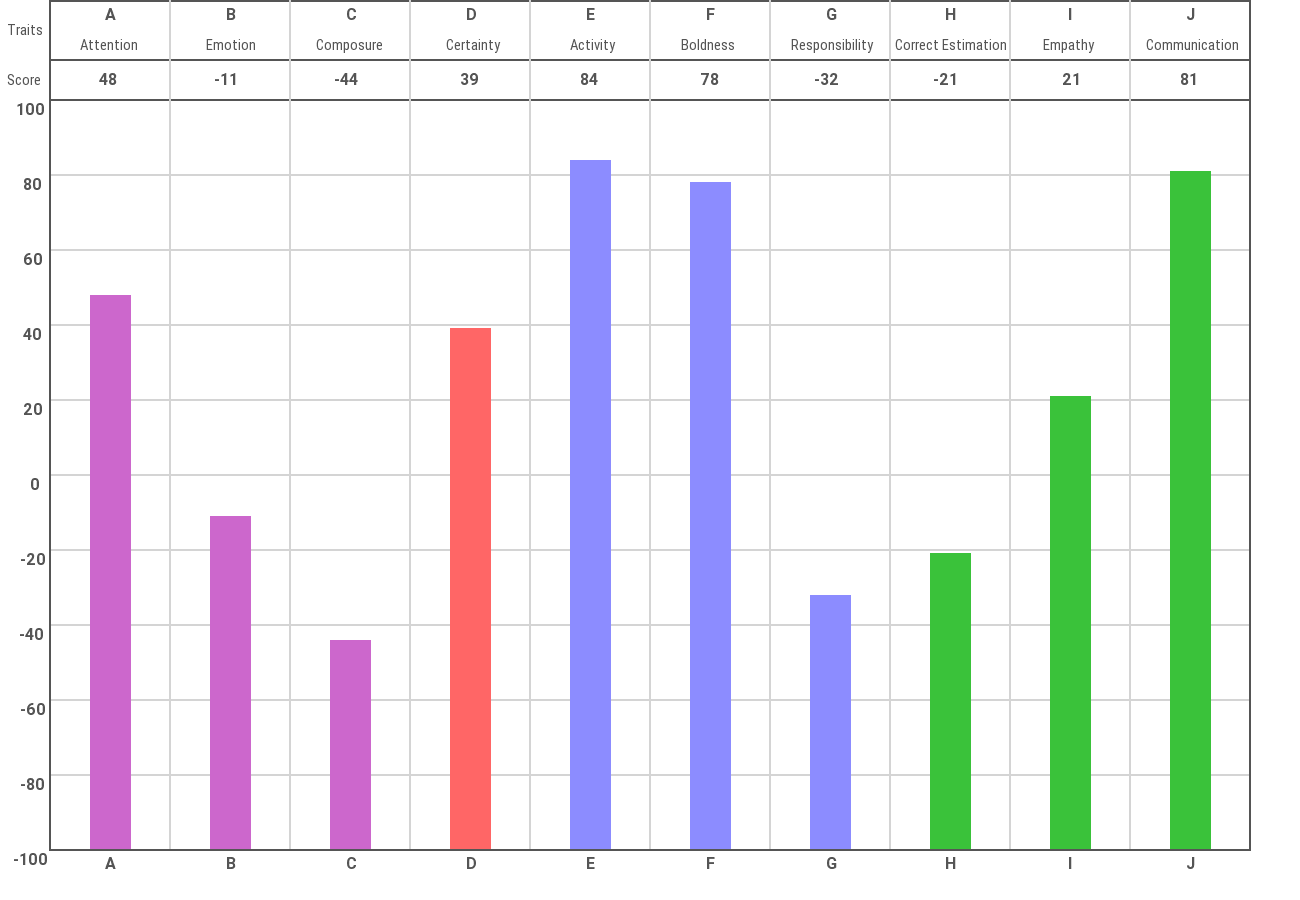 A B C D E F G H I J
Traits
Attention Emotion Composure Certainty Activity Boldness Responsibility Correct Estimation Empathy Communication
Score 48 -11 -44 39 84 78 -32 -21 21 81
100
80
60
40
20
0
-20
-40
-60
-80
-100
A B C D E F G H I J